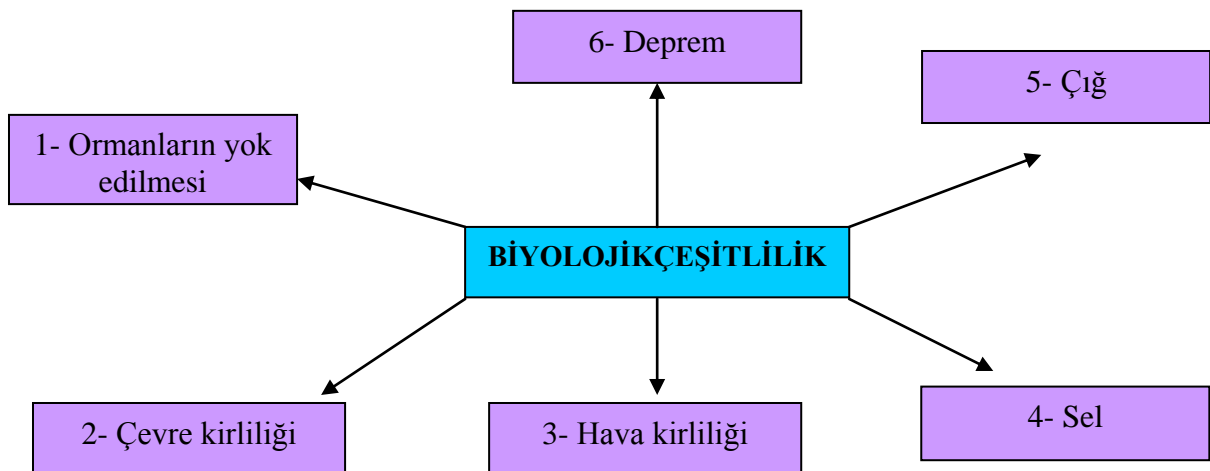 6- Deprem
5- Çığ
1- Ormanların yok
edilmesi
BİYOLOJİKÇEŞİTLİLİK
2- Çevre kirliliği
3- Hava kirliliği
4- Sel